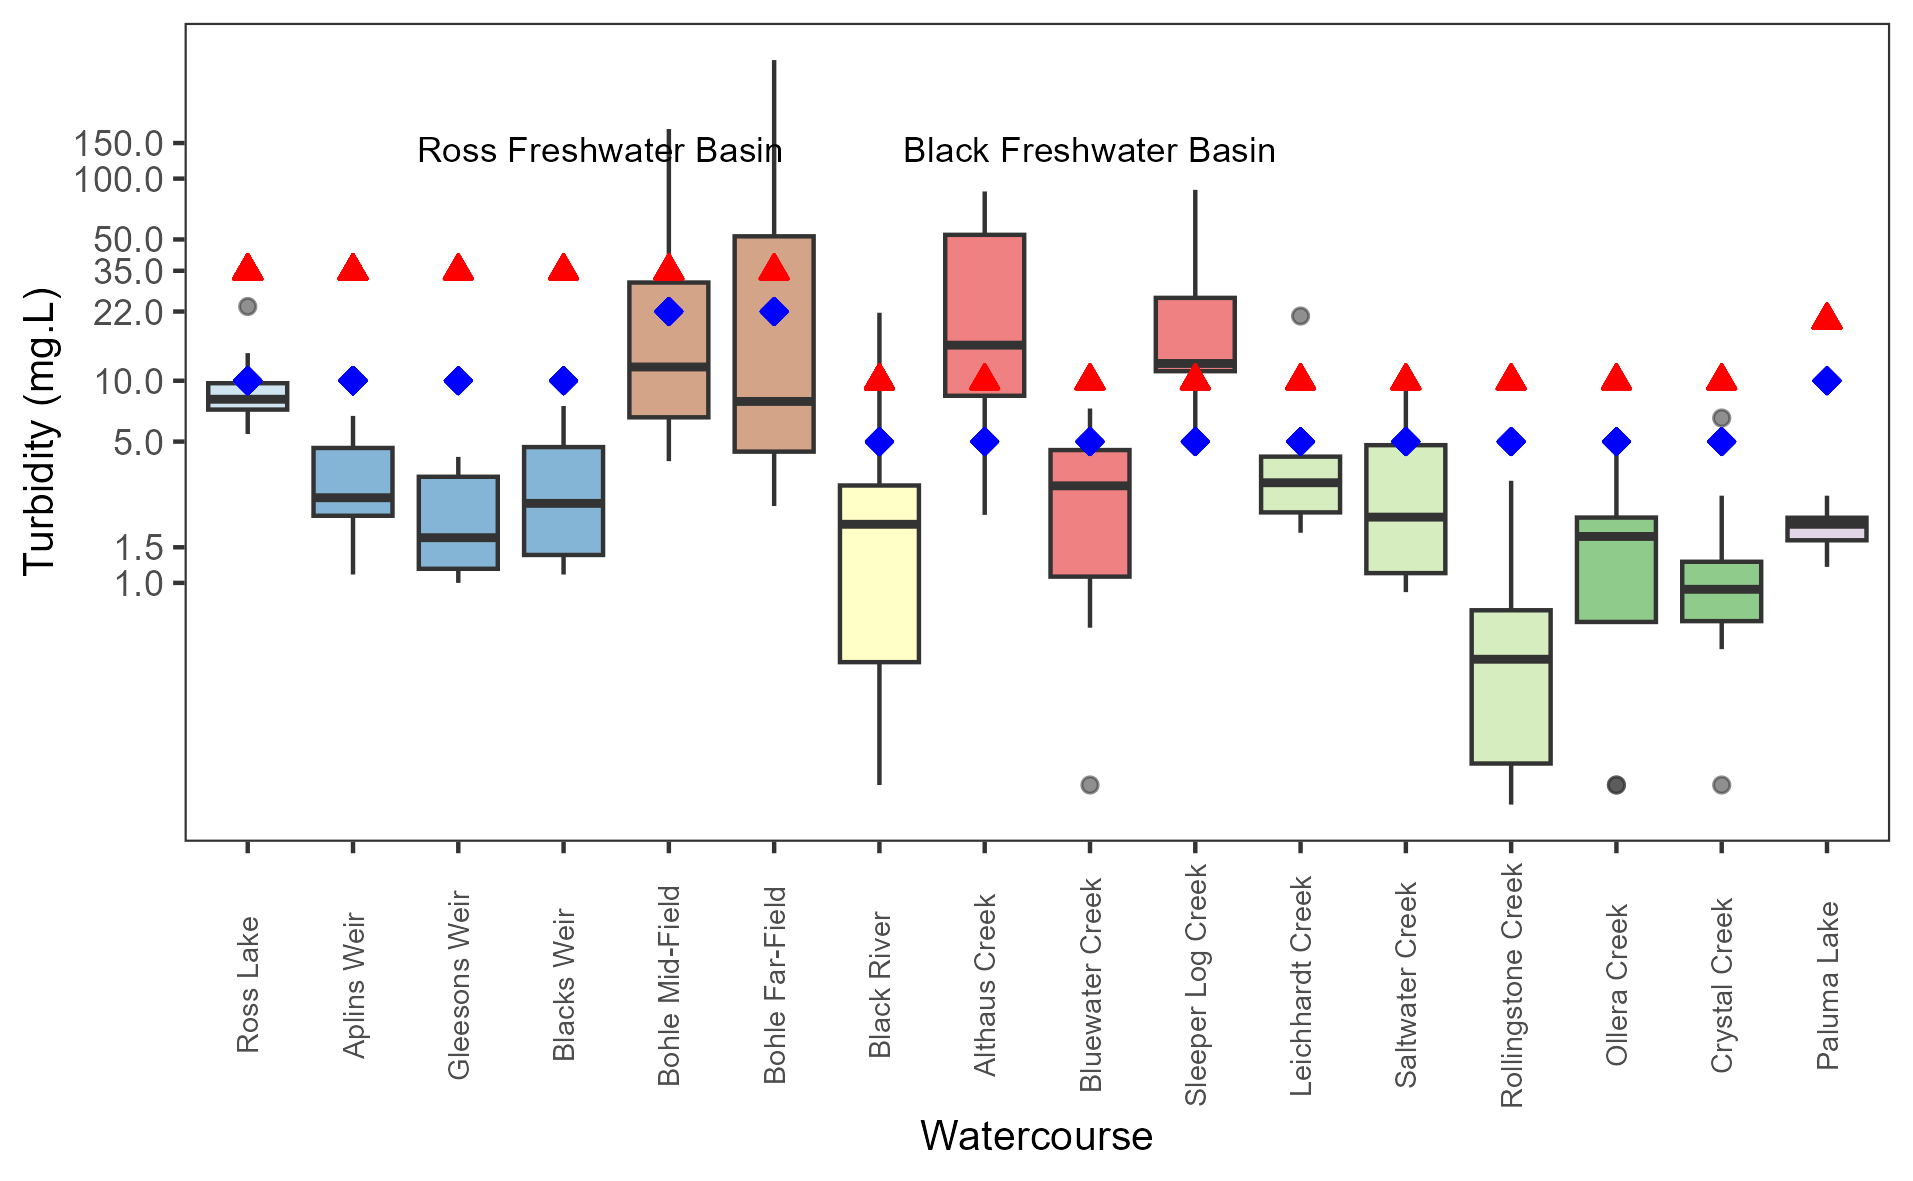 Ross Freshwater Basin
Black Freshwater Basin
Turbidity (mg.L)
150.0
100.0
50.0
35.0
22.0
10.0
5.0
1.5
1.0
Ross Lake
Aplins Weir
Gleesons Weir
Blacks Weir
Bohle Mid-Field
Bohle Far-Field
Black River
Althaus Creek
Bluewater Creek
Sleeper Log Creek
Leichhardt Creek
Saltwater Creek
Rollingstone Creek
Ollera Creek
Crystal Creek
Paluma Lake
Watercourse